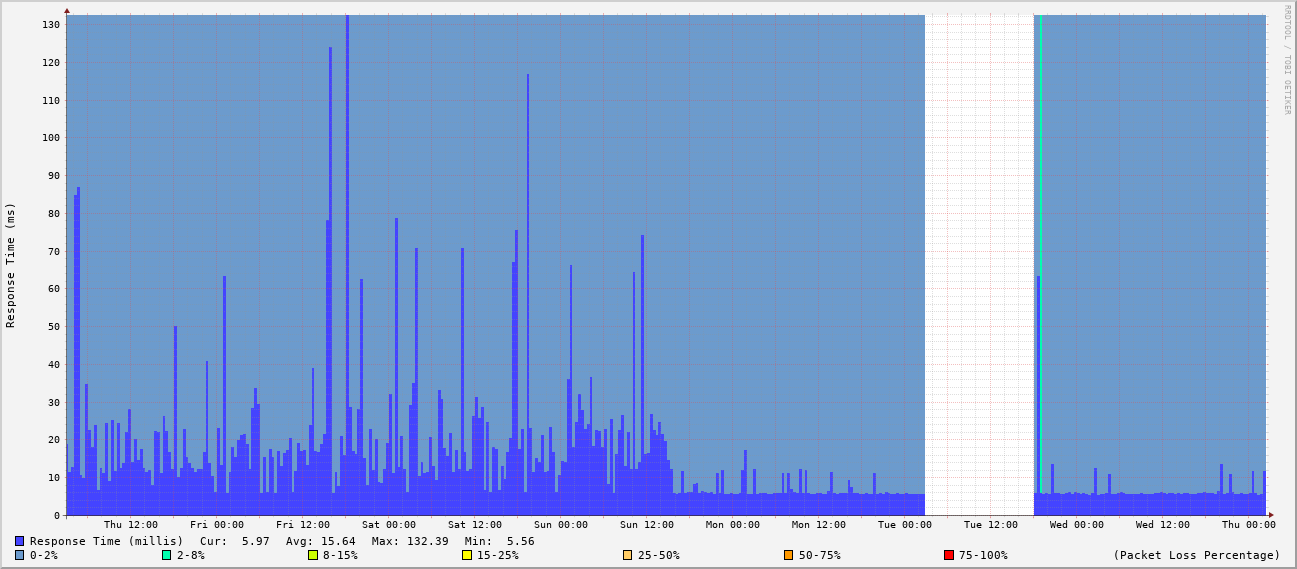 RRDTOOL / TOBI OETIKER
Response Time (ms)
130
120
110
100
90
80
70
60
50
40
30
20
10
0
Thu 12:00 Fri 00:00 Fri 12:00 Sat 00:00 Sat 12:00 Sun 00:00 Sun 12:00 Mon 00:00 Mon 12:00 Tue 00:00 Tue 12:00 Wed 00:00 Wed 12:00 Thu 00:00
Response Time (millis) Cur: 5.97 Avg: 15.64 Max: 132.39 Min: 5.56
0-2% 2-8% 8-15% 15-25% 25-50% 50-75% 75-100% (Packet Loss Percentage)